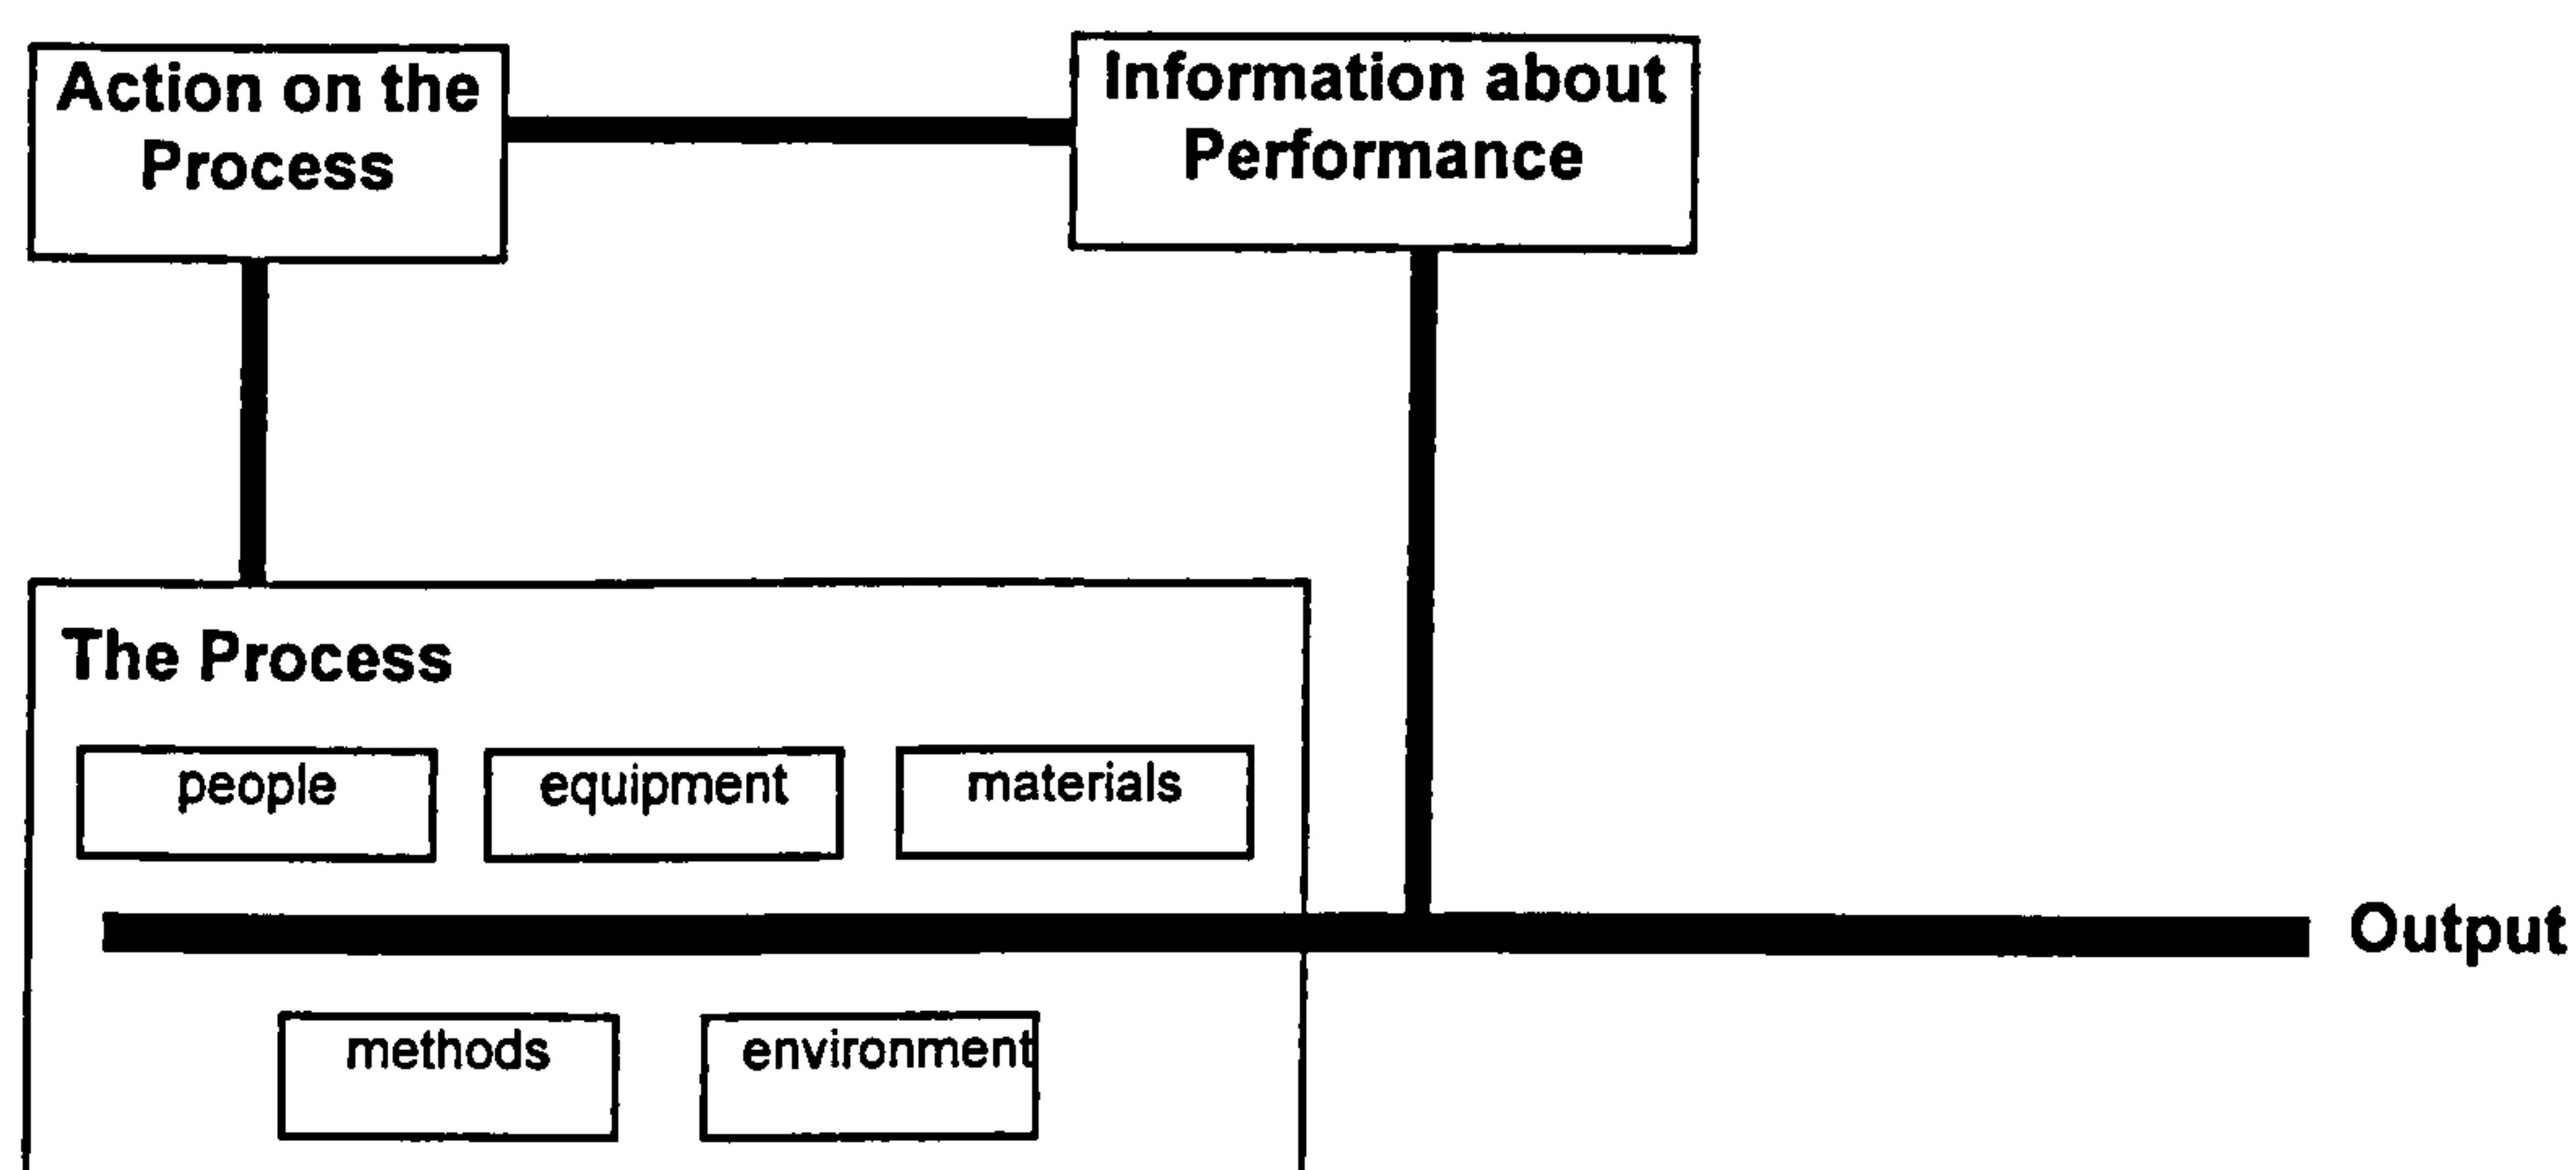 Action on the
Process
Information about
Performance
The Process
people
equipment
materials
Output
methods
environment